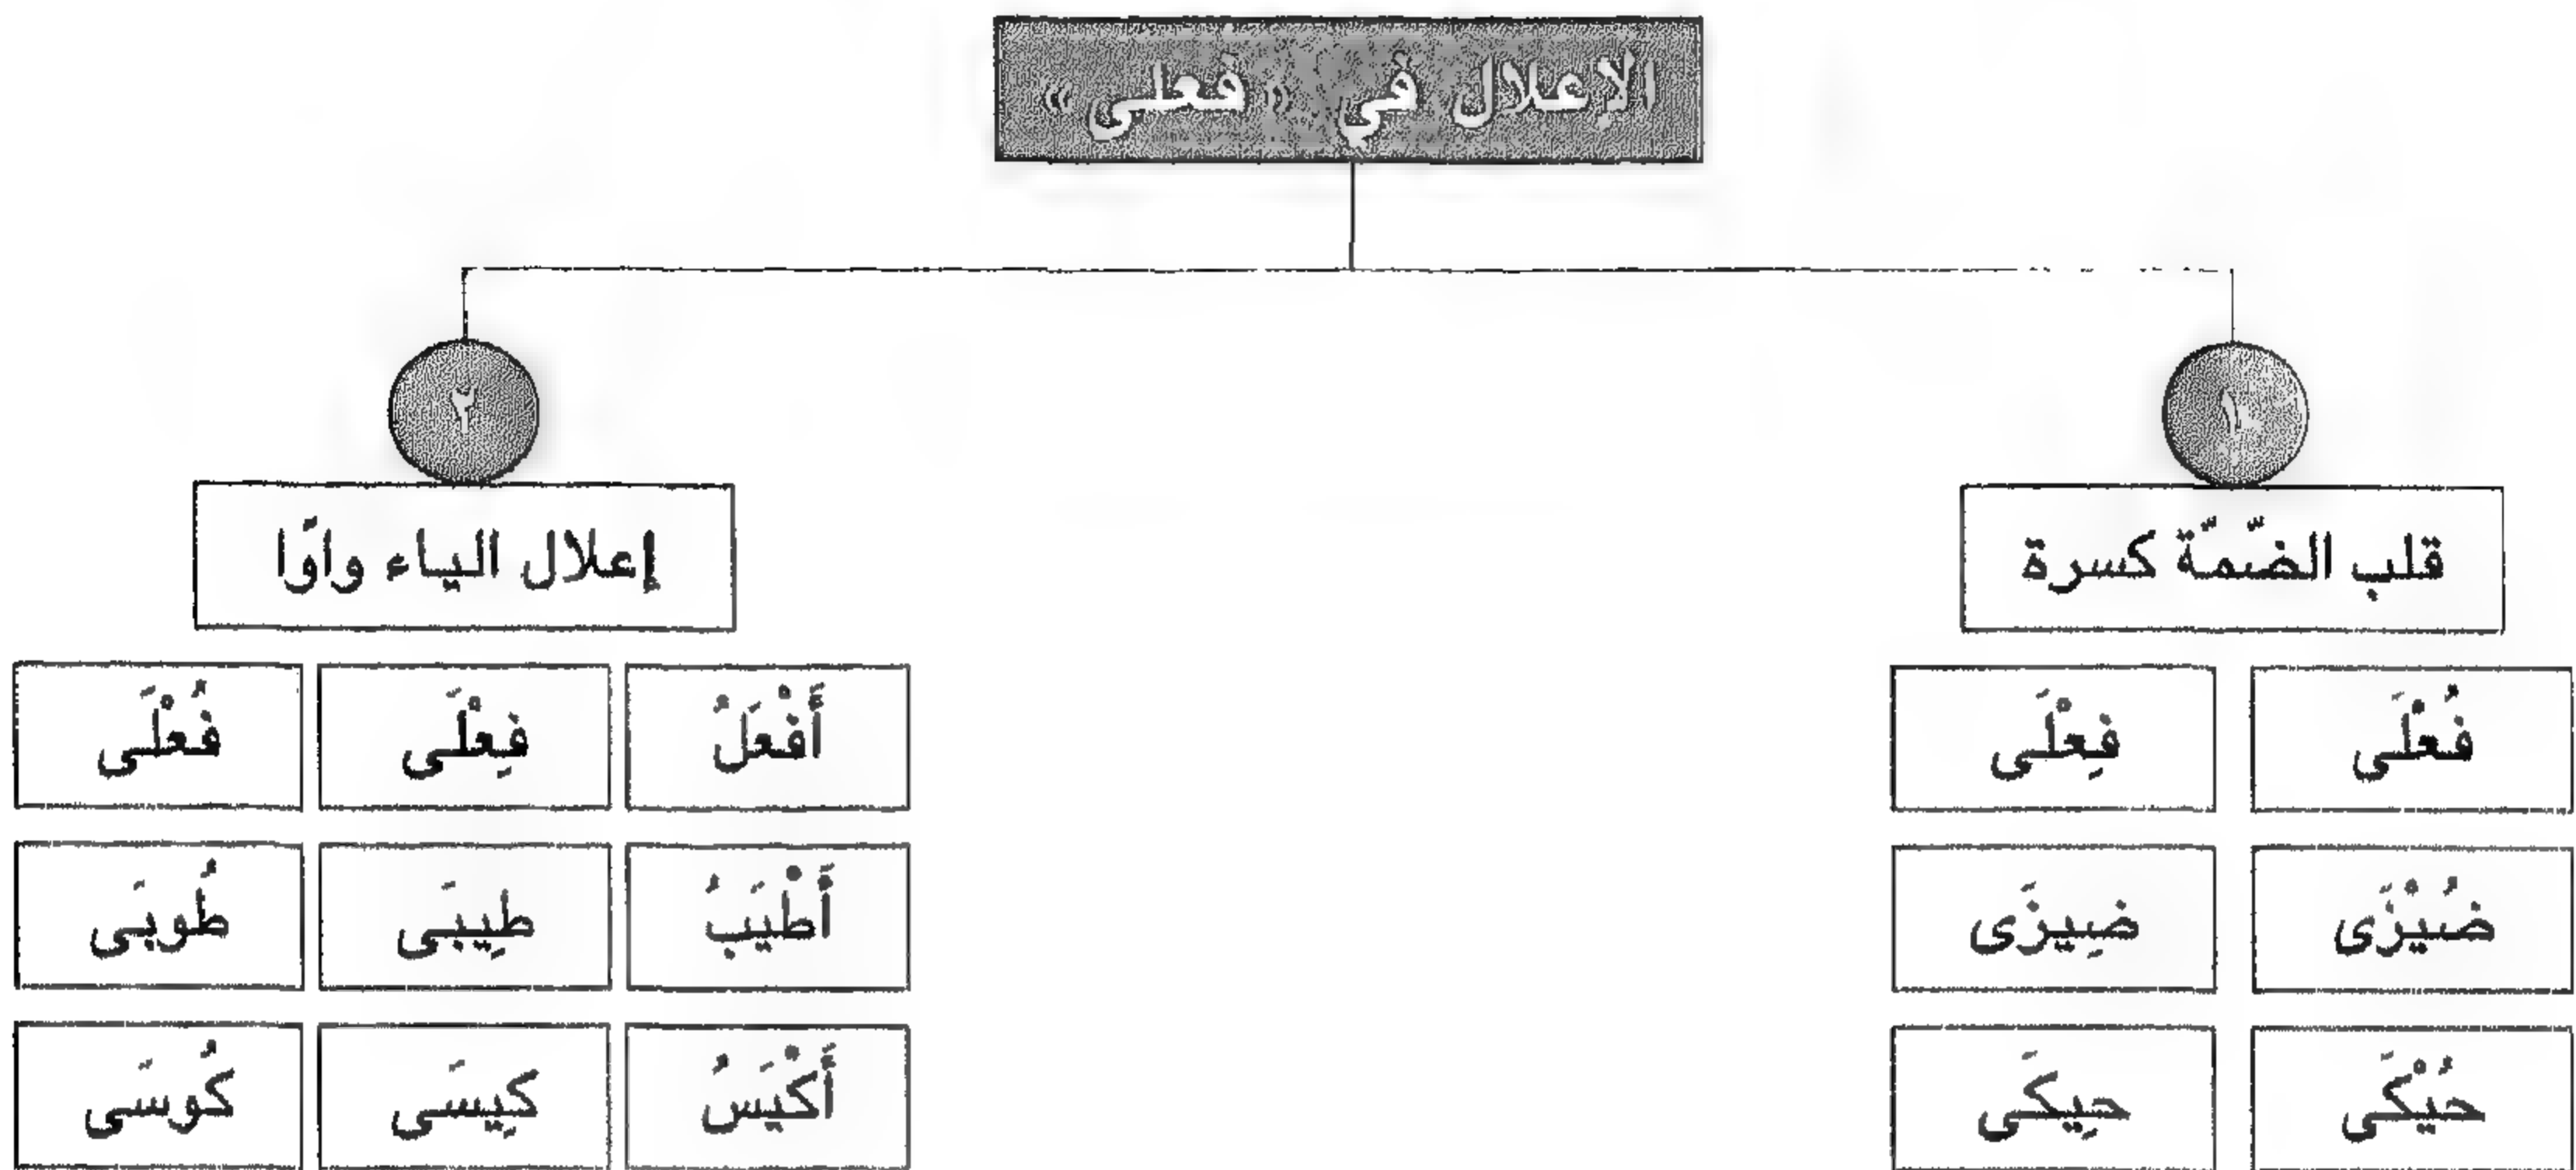 الإعلال في « فعلى »
١
٢
قلب الضّمّة كسرة
إعلال الياء واوًا
فُعْلَى فِعْلَى
أَفْعَلُ فِعْلَى فُعْلَى
ضُيْزَى ضِيزَى
أَطْيَبُ طِيبَى طُوبَى
حُيْكَى حِيكَى
أَكْيَسُ كِيسَى كُوسَى